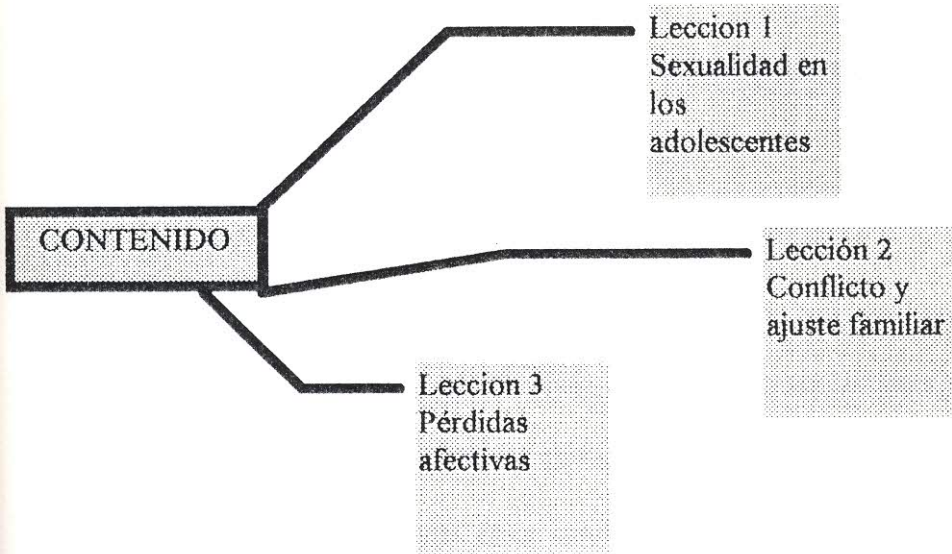 Leccion 1
Sexualidad en
los
adolescentes
CONTENIDO
Lección 2
Conflicto y
ajuste familiar
Leccion 3
Pérdidas
afectivas